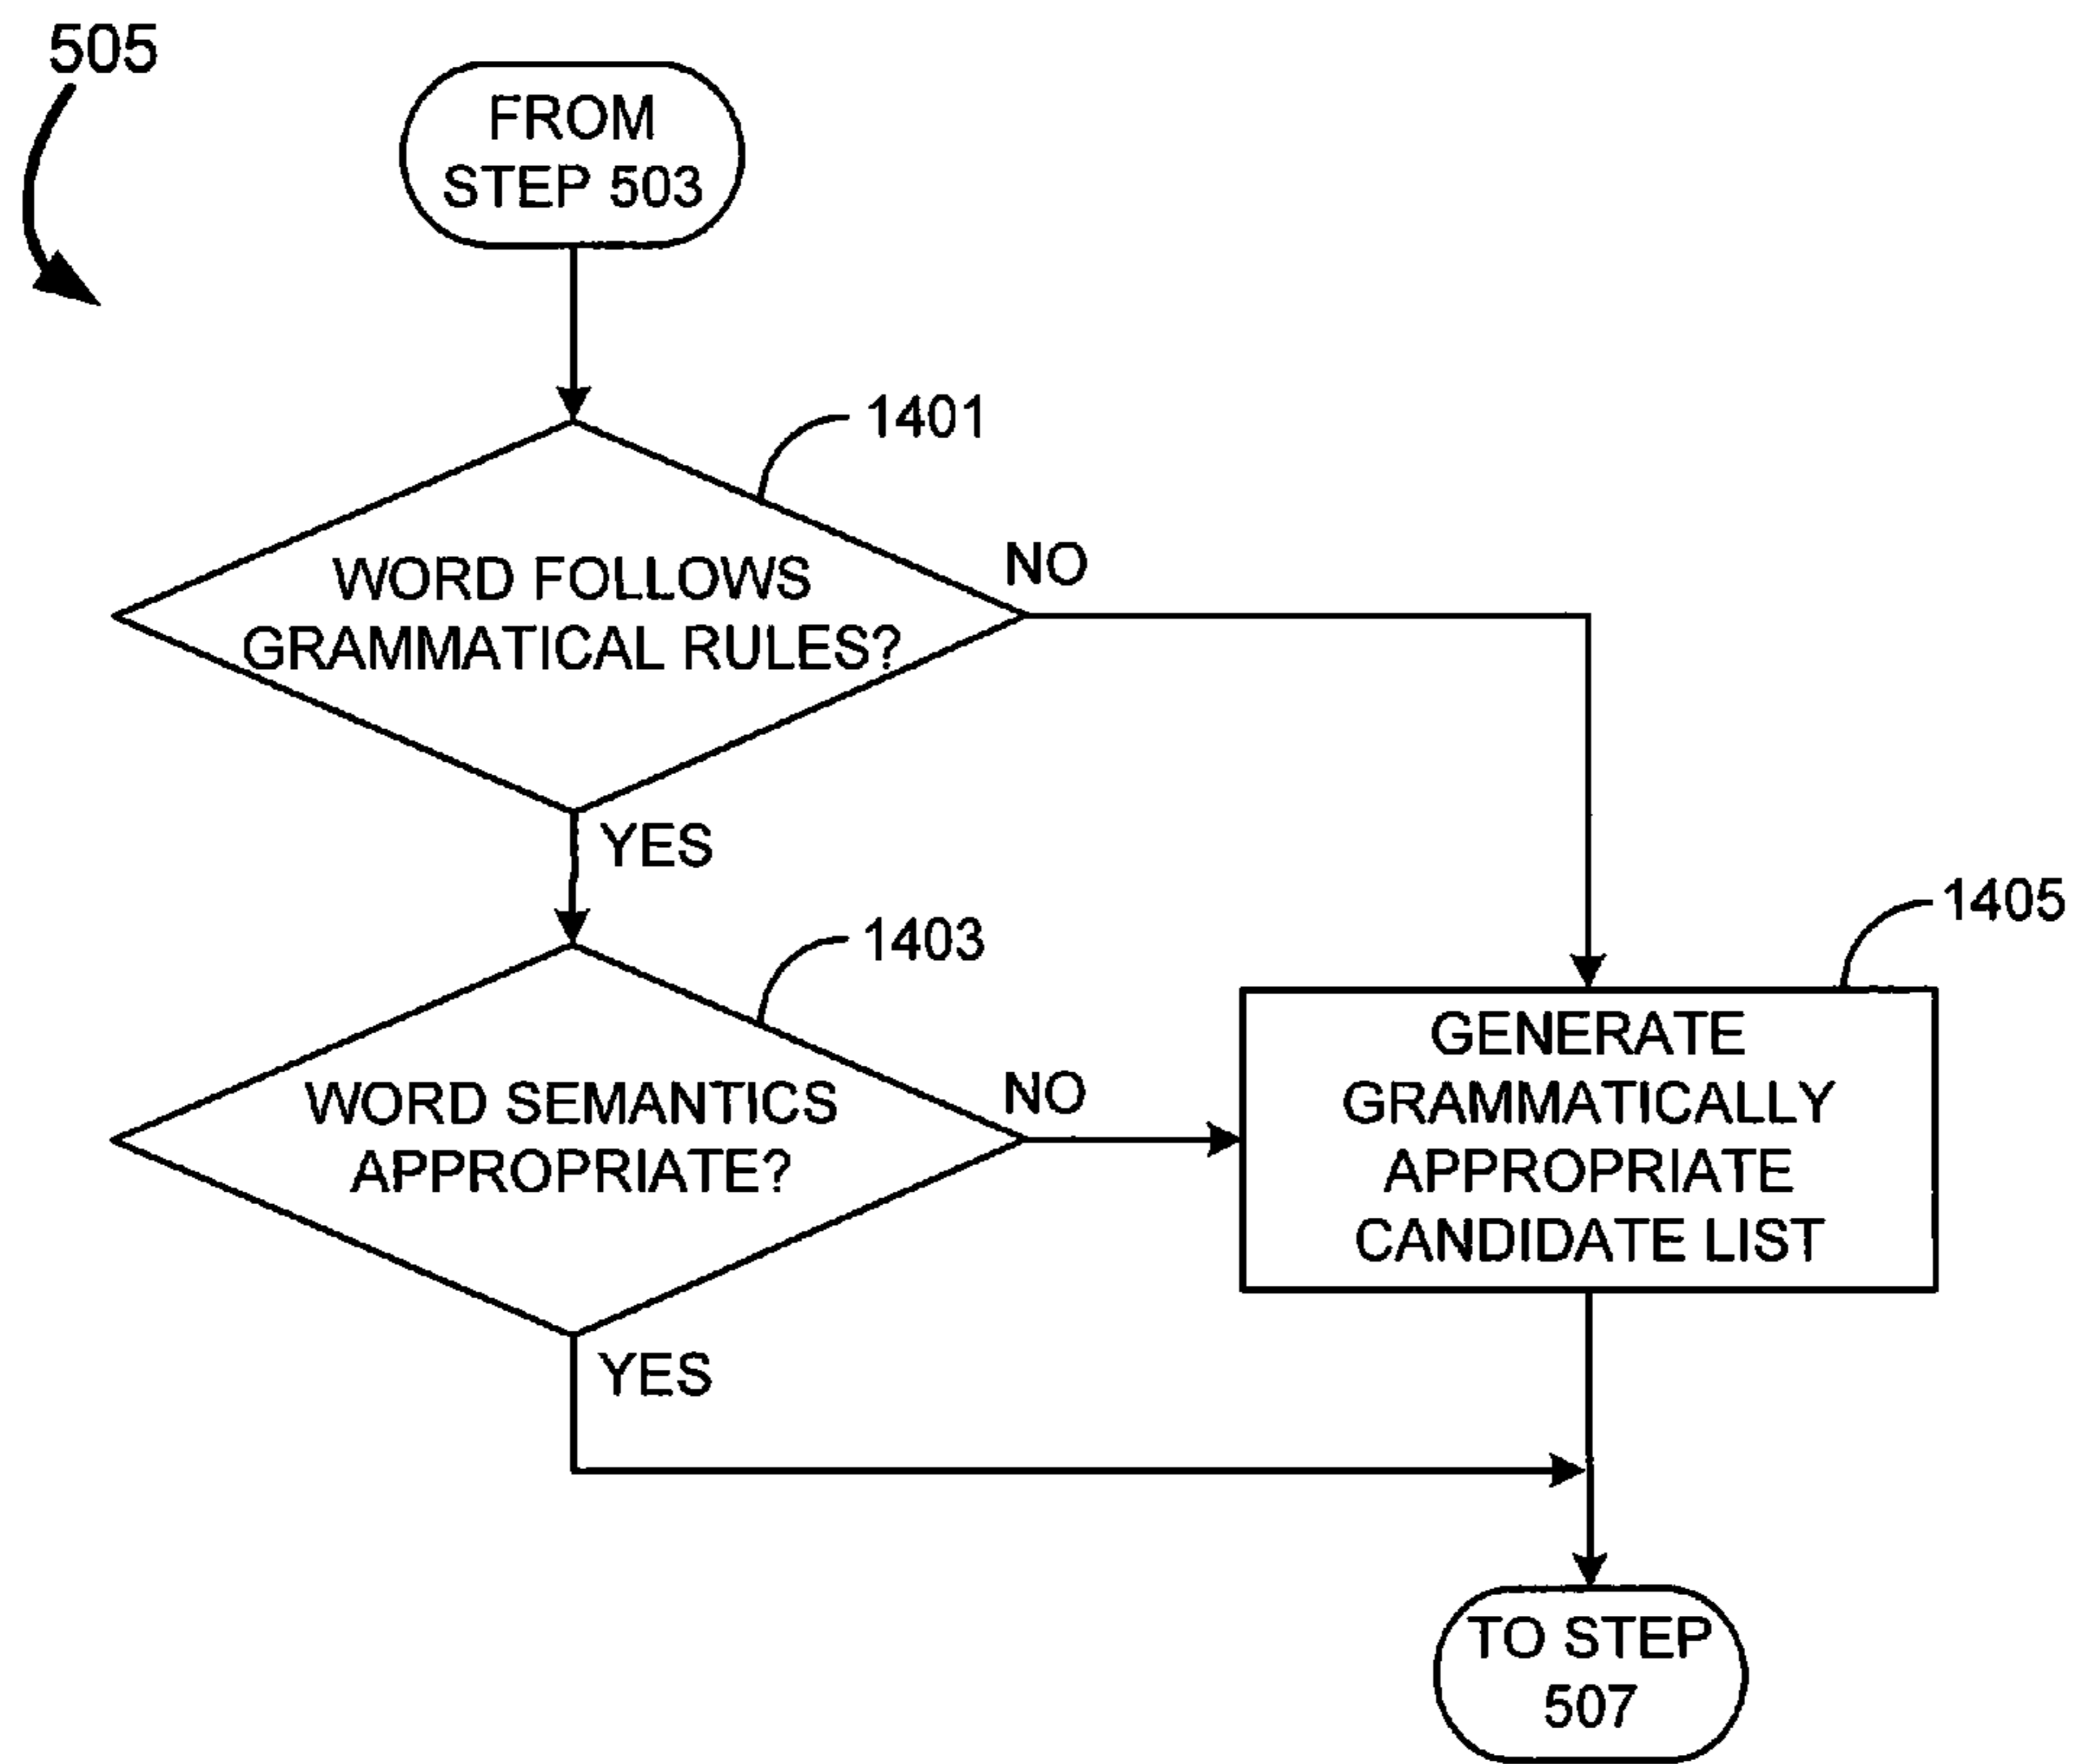 505
FROM
STEP 503
1401
WORD FOLLOWS
GRAMMATICAL RULES?
NO
YES
1403
WORD SEMANTICS
APPROPRIATE?
NO
YES
1405
GENERATE
GRAMMATICALLY
APPROPRIATE
CANDIDATE LIST
TO STEP
507